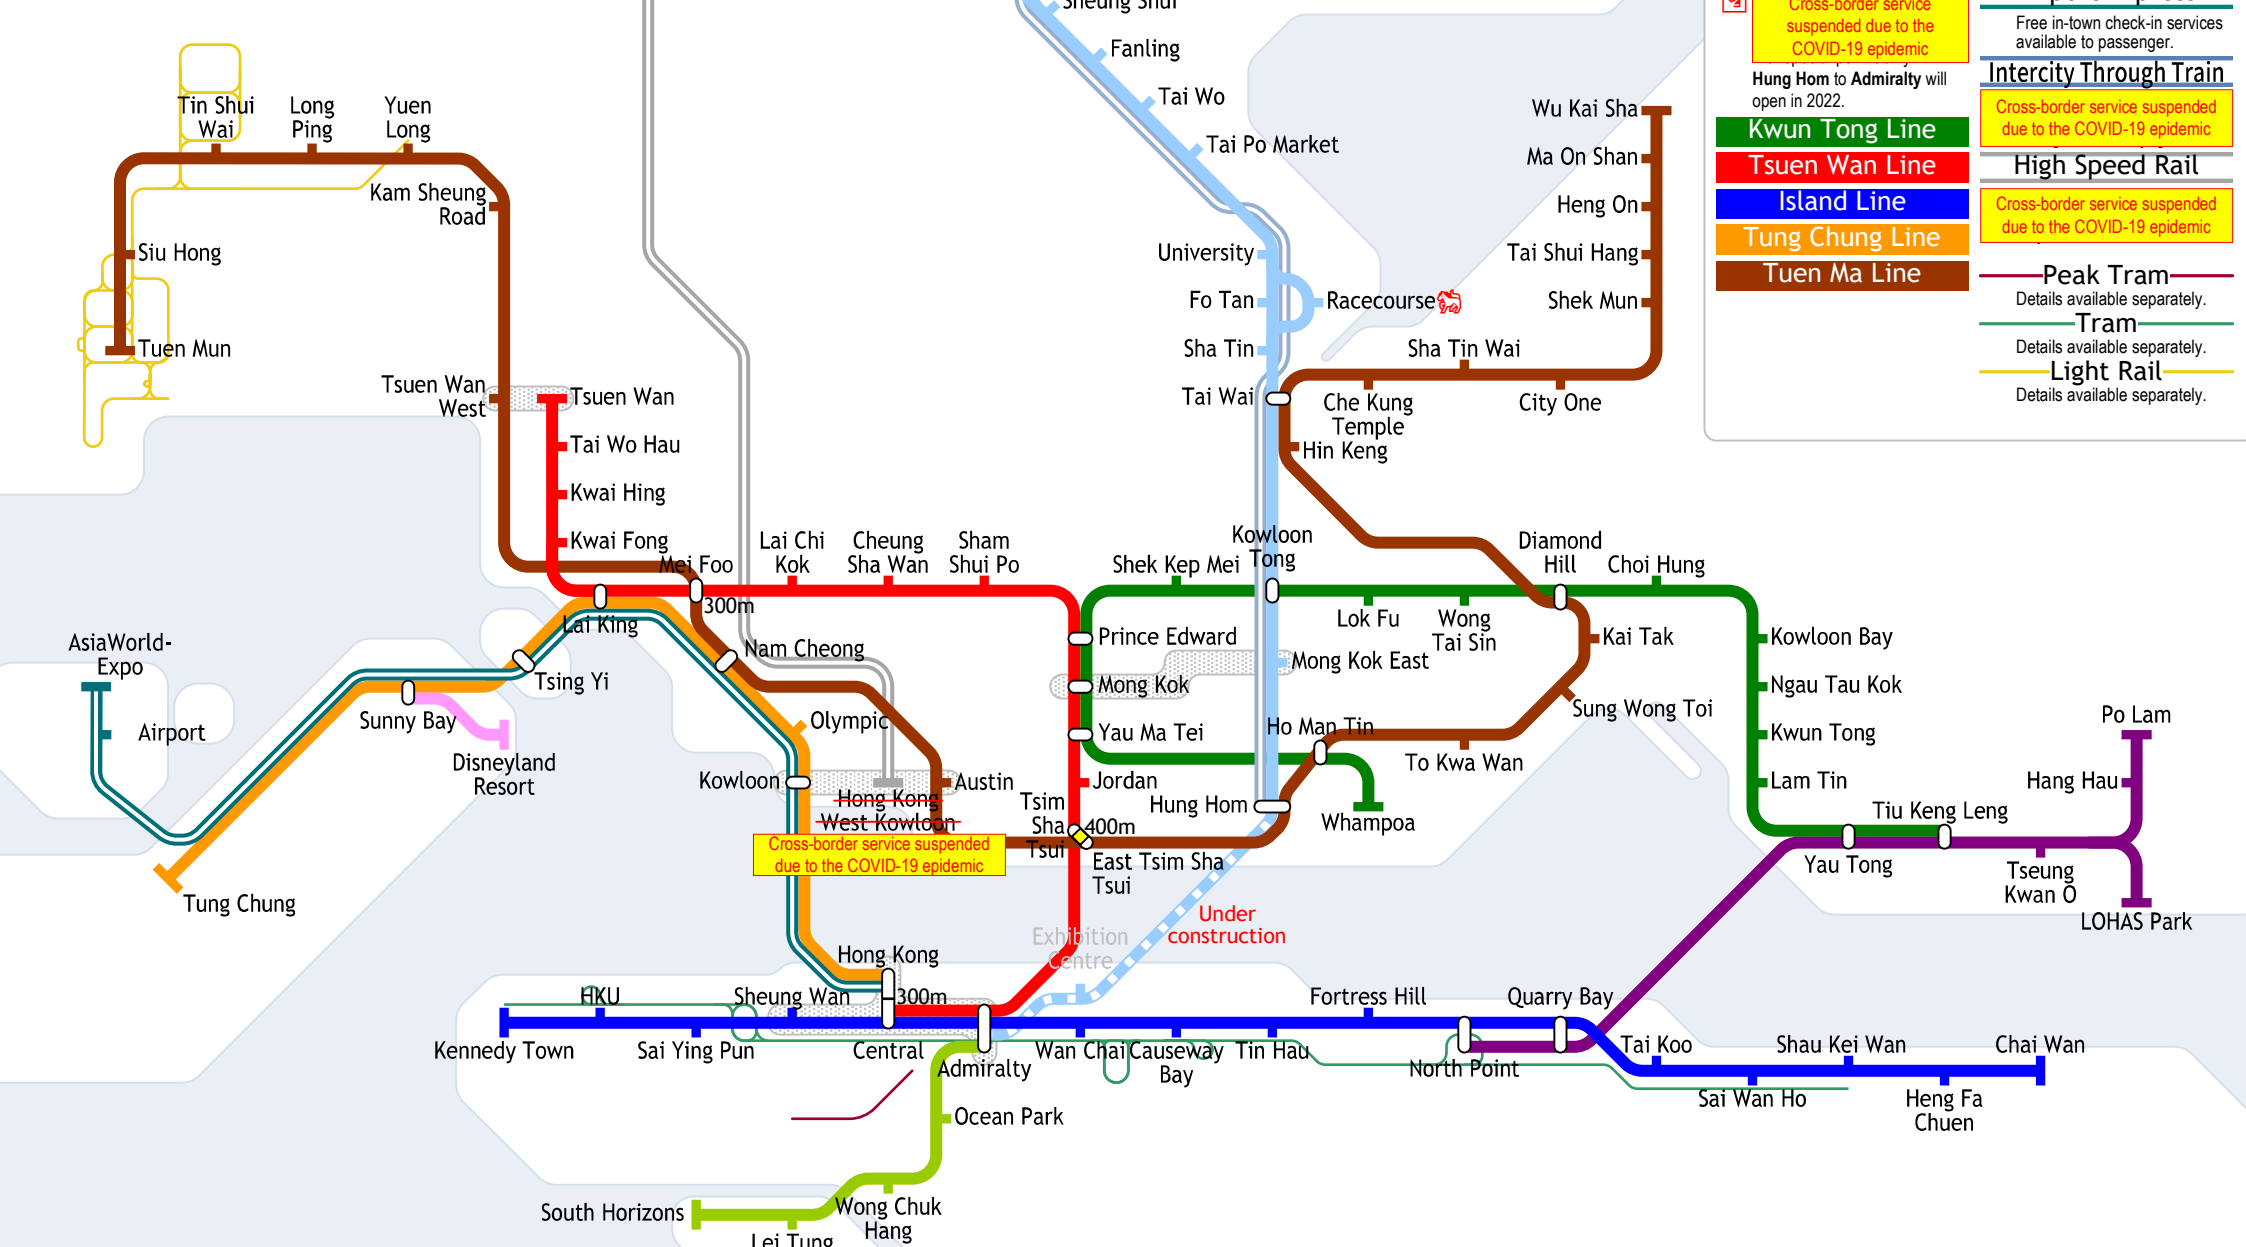 Sheung Shui
Fanling
Tai Wo
Tai Po Market
University
Fo Tan
Racecourse
Sha Tin
Tai Wai
Wu Kai Sha
Ma On Shan
Heng On
Tai Shui Hang
Shek Mun
Sha Tin Wai
Che Kung
Temple
City One
Hin Keng
Cross-border service
suspended due to the
COVID-19 epidemic
Hung Hom to Admiralty will
open in 2022.
Kwun Tong Line
Tsuen Wan Line
Island Line
Tung Chung Line
Tuen Ma Line
Free in-town check-in services
available to passenger.
Intercity Through Train
Cross-border service suspended
due to the COVID-19 epidemic
High Speed Rail
Cross-border service suspended
due to the COVID-19 epidemic
Peak Tram
Details available separately.
Tram
Details available separately.
Light Rail
Details available separately.
Tin Shui
Wai
Long
Ping
Yuen
Long
Kam Sheung
Road
Siu Hong
Tuen Mun
Tsuen Wan
West
Tsuen Wan
Tai Wo Hau
Kwai Hing
Kwai Fong
Mei Foo
300m
Lai Chi
Kok
Cheung
Sha Wan
Sham
Shui Po
Lai King
Nam Cheong
Tsing Yi
AsiaWorld-
Expo
Airport
Sunny Bay
Disneyland
Resort
Tung Chung
Olympic
Kowloon
Hong Kong
West Kowloon
Cross-border service suspended
due to the COVID-19 epidemic
Austin
Shek Kep Mei
Kowloon
Tong
Lok Fu
Wong
Tai Sin
Diamond
Hill
Choi Hung
Prince Edward
Mong Kok
Mong Kok East
Yau Ma Tei
Jordan
Tsim
Sha
Tsui
400m
East Tsim Sha
Tsui
Hung Hom
Ho Man Tin
Whampoa
Kai Tak
Sung Wong Toi
To Kwa Wan
Kowloon Bay
Ngau Tau Kok
Kwun Tong
Lam Tin
Tiu Keng Leng
Yau Tong
Po Lam
Hang Hau
Tseung
Kwan O
LOHAS Park
Under
construction
Exhibition
Centre
Hong Kong
300m
HKU
Sheung Wan
Kennedy Town
Sai Ying Pun
Central
Admiralty
Wan Chai
Causeway
Bay
Tin Hau
Fortress Hill
North Point
Quarry Bay
Tai Koo
Sai Wan Ho
Shau Kei Wan
Heng Fa
Chuen
Chai Wan
Ocean Park
Wong Chuk
Hang
South Horizons
Lei Tung